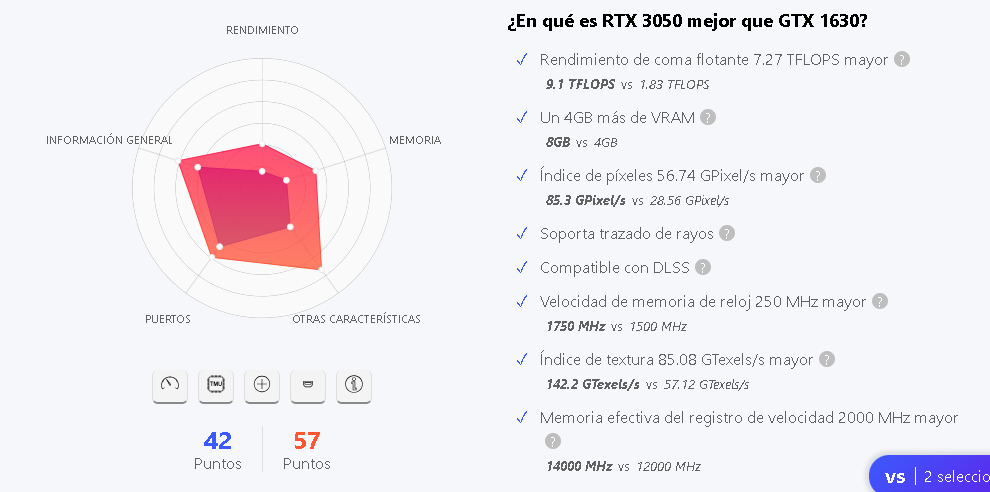 RENDIMIENTO
INFORMACIÓN GENERAL
MEMORIA
PUERTOS
OTRAS CARACTERÍSTICAS
TMU
42
Puntos
57
Puntos
¿En qué es RTX 3050 mejor que GTX 1630?
Rendimiento de coma flotante 7.27 TFLOPS mayor ?
9.1 TFLOPS vs 1.83 TFLOPS
Un 4GB más de VRAM ?
8GB vs 4GB
Índice de píxeles 56.74 GPixel/s mayor ?
85.3 GPixel/s vs 28.56 GPixel/s
Soporta trazado de rayos ?
Compatible con DLSS ?
Velocidad de memoria de reloj 250 MHz mayor ?
1750 MHz vs 1500 MHz
Índice de textura 85.08 GTexels/s mayor ?
142.2 GTexels/s vs 57.12 GTexels/s
Memoria efectiva del registro de velocidad 2000 MHz mayor
?
14000 MHz vs 12000 MHz
vs 2 seleccio